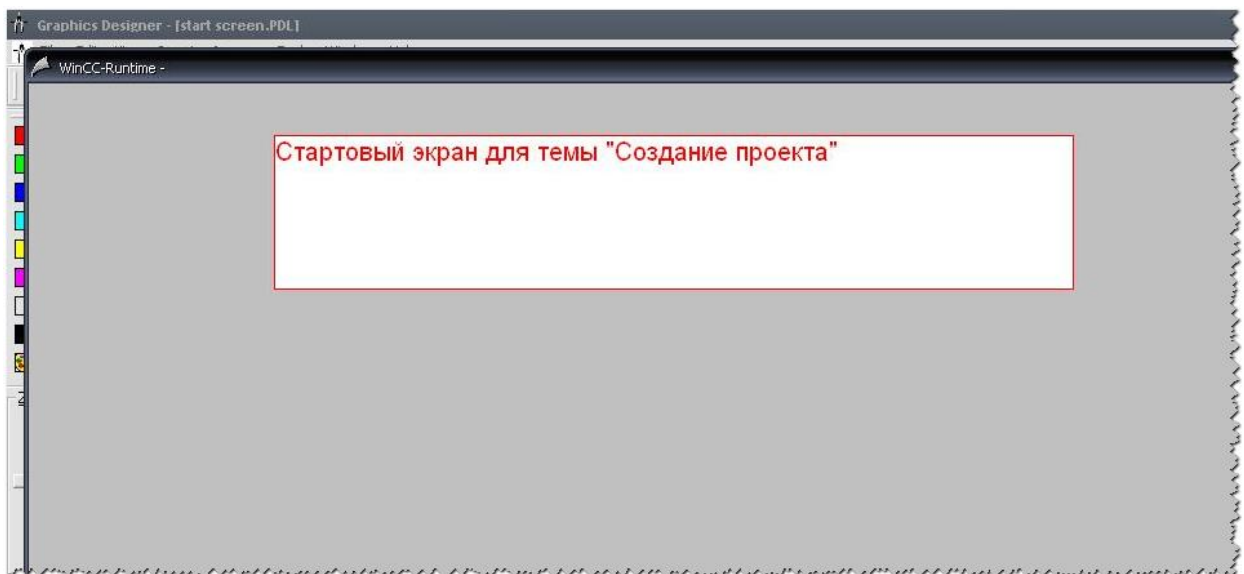 Graphics Designer - [start screen.PDL]
WinCC-Runtime -
Стартовый экран для темы "Создание проекта"